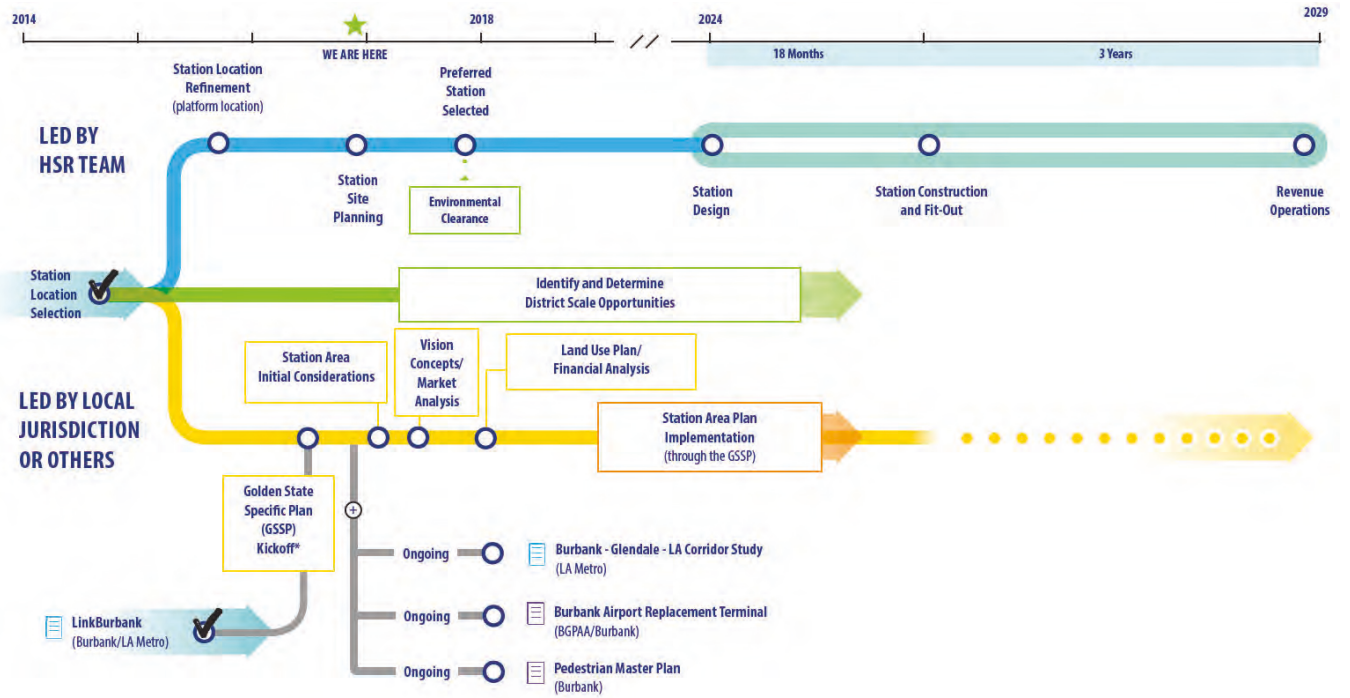 2014
2018
2024
2029
WE ARE HERE
18 Months
3 Years
Station Location
Refinement
(platform location)
Preferred
Station
Selected
LED BY
HSR TEAM
Station
Site
Planning
Environmental
Clearance
Station
Design
Station Construction
and Fit-Out
Revenue
Operations
Station
Location
Selection
Identify and Determine
District Scale Opportunities
Station Area
Initial Considerations
Vision
Concepts/
Market
Analysis
Land Use Plan/
Financial Analysis
LED BY LOCAL
JURISDICTION
OR OTHERS
Station Area Plan
Implementation
(through the GSSP)
Golden State
Specific Plan
(GSSP)
Kickoff*
+
Ongoing
Burbank - Glendale - LA Corridor Study
(LA Metro)
Ongoing
Burbank Airport Replacement Terminal
(BGPAA/Burbank)
LinkBurbank
(Burbank/LA Metro)
Ongoing
Pedestrian Master Plan
(Burbank)